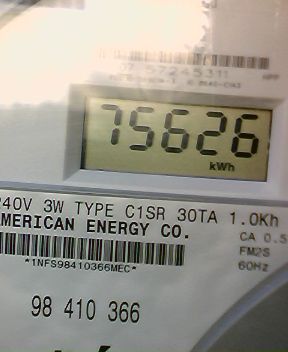 57245311
75626
kWh
240V 3W TYPE C1SR 30TA 1.0Kh
AMERICAN ENERGY CO.
CA 0.5
FM2S
*1NFS98410366MEC*
60Hz
98 410 366